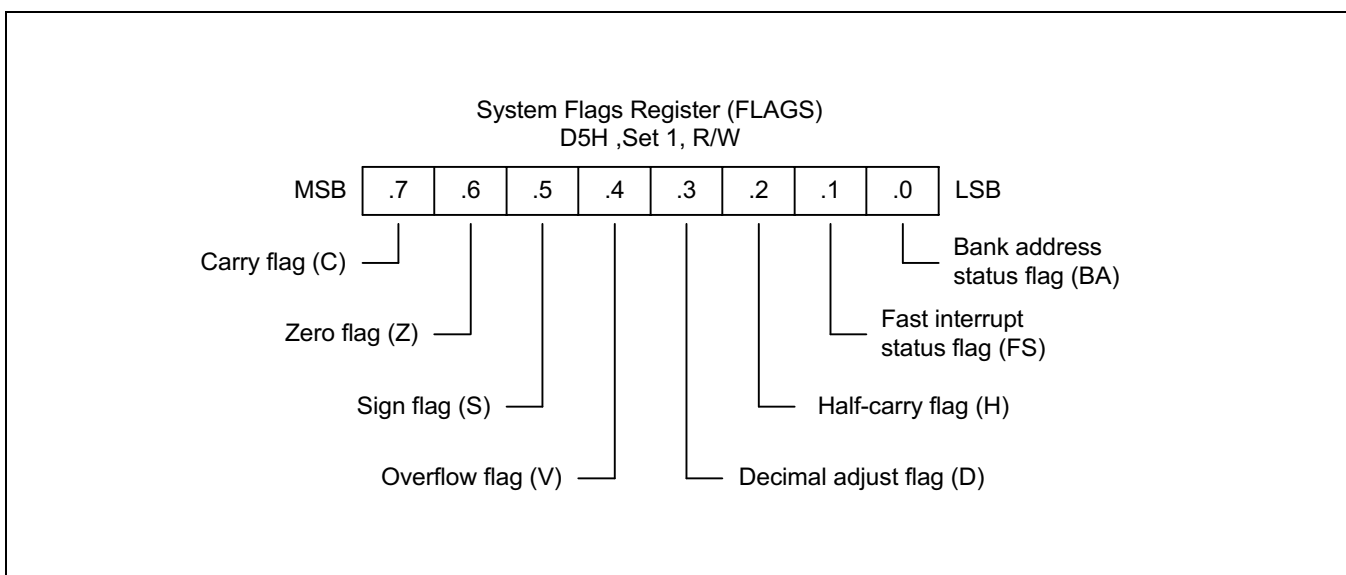 System Flags Register (FLAGS)
D5H ,Set 1, R/W
MSB .7 .6 .5 .4 .3 .2 .1 .0 LSB
Carry flag (C)
Bank address
status flag (BA)
Zero flag (Z)
Fast interrupt
status flag (FS)
Sign flag (S)
Half-carry flag (H)
Overflow flag (V)
Decimal adjust flag (D)